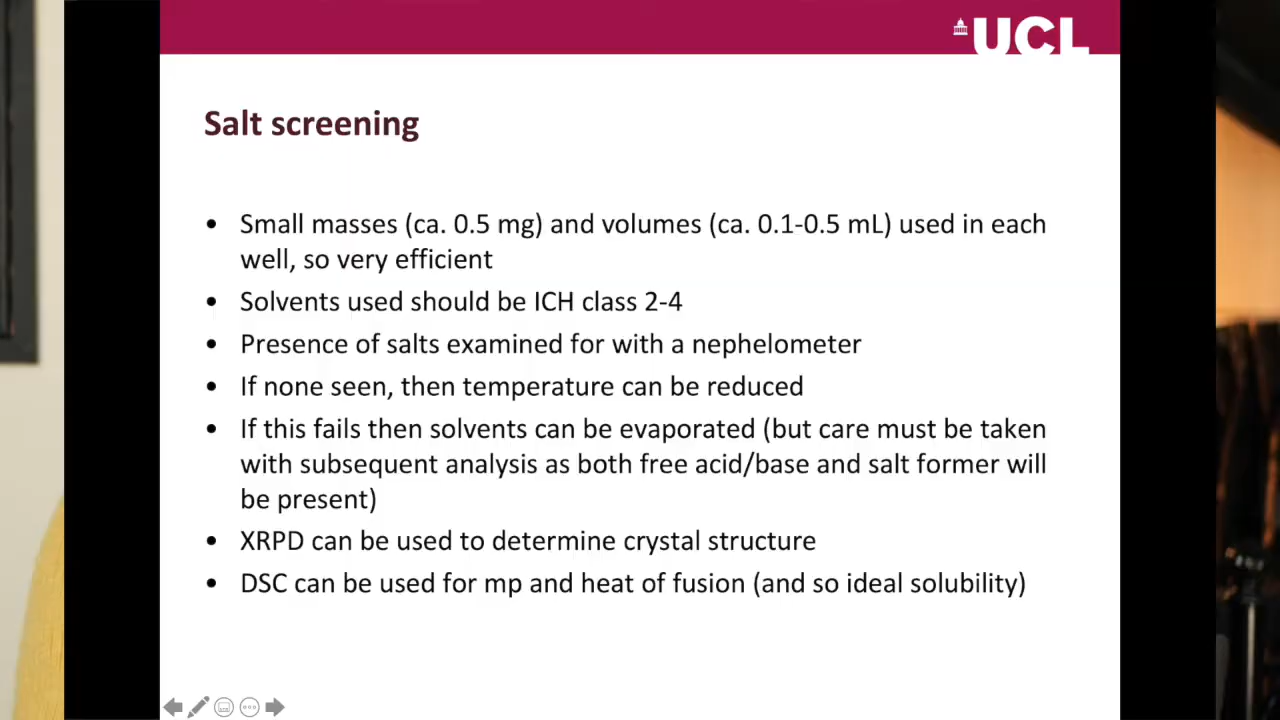 UCL
Salt screening
• Small masses (ca. 0.5 mg) and volumes (ca. 0.1-0.5 mL) used in each
well, so very efficient
• Solvents used should be ICH class 2-4
• Presence of salts examined for with a nephelometer
• If none seen, then temperature can be reduced
• If this fails then solvents can be evaporated (but care must be taken
with subsequent analysis as both free acid/base and salt former will
be present)
• XRPD can be used to determine crystal structure
• DSC can be used for mp and heat of fusion (and so ideal solubility)